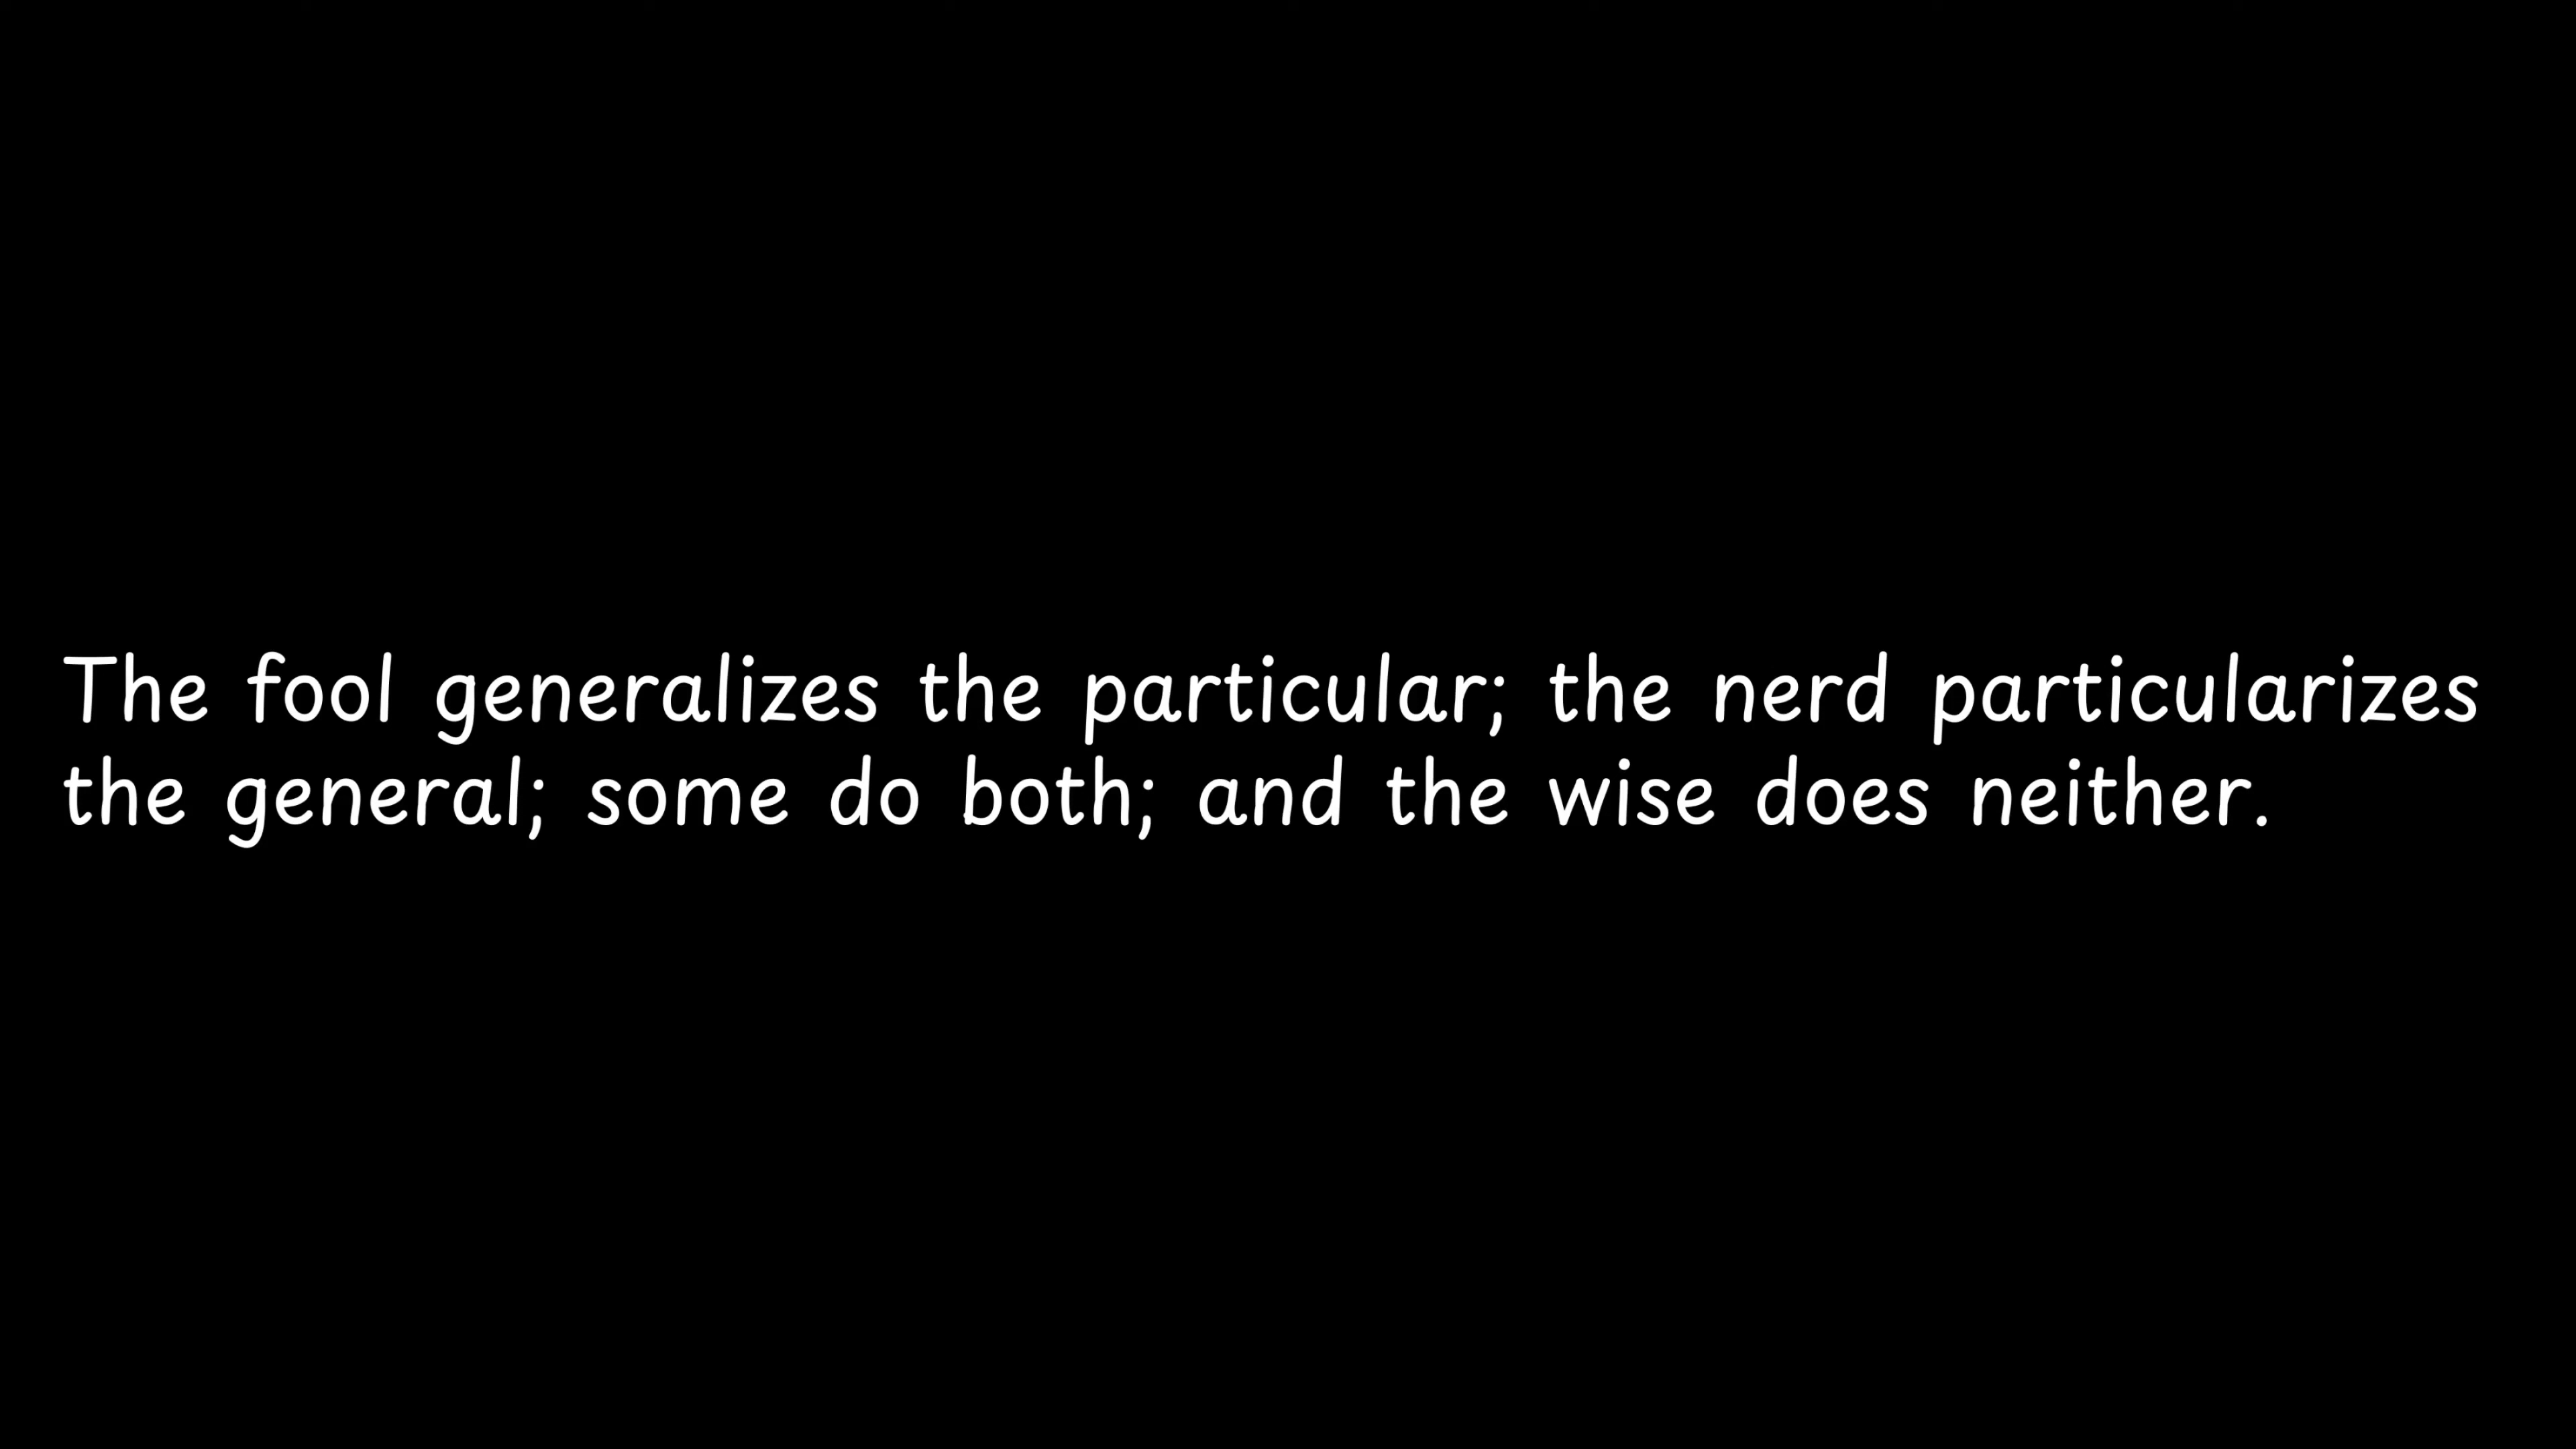 The fool generalizes the particular; the nerd particularizes
the general; some do both; and the wise does neither.